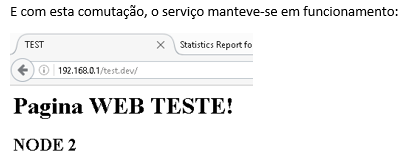 E com esta comutação, o serviço manteve-se em funcionamento:
TEST
Statistics Report fo
192.168.0.1/test.dev/
Pagina WEB TESTE!
NODE 2